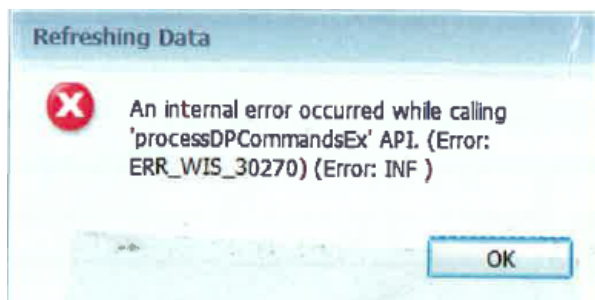 Refreshing Data
An internal error occurred while calling
'processDPCommandsEx' API. (Error:
ERR_WIS_30270) (Error: INF )
OK